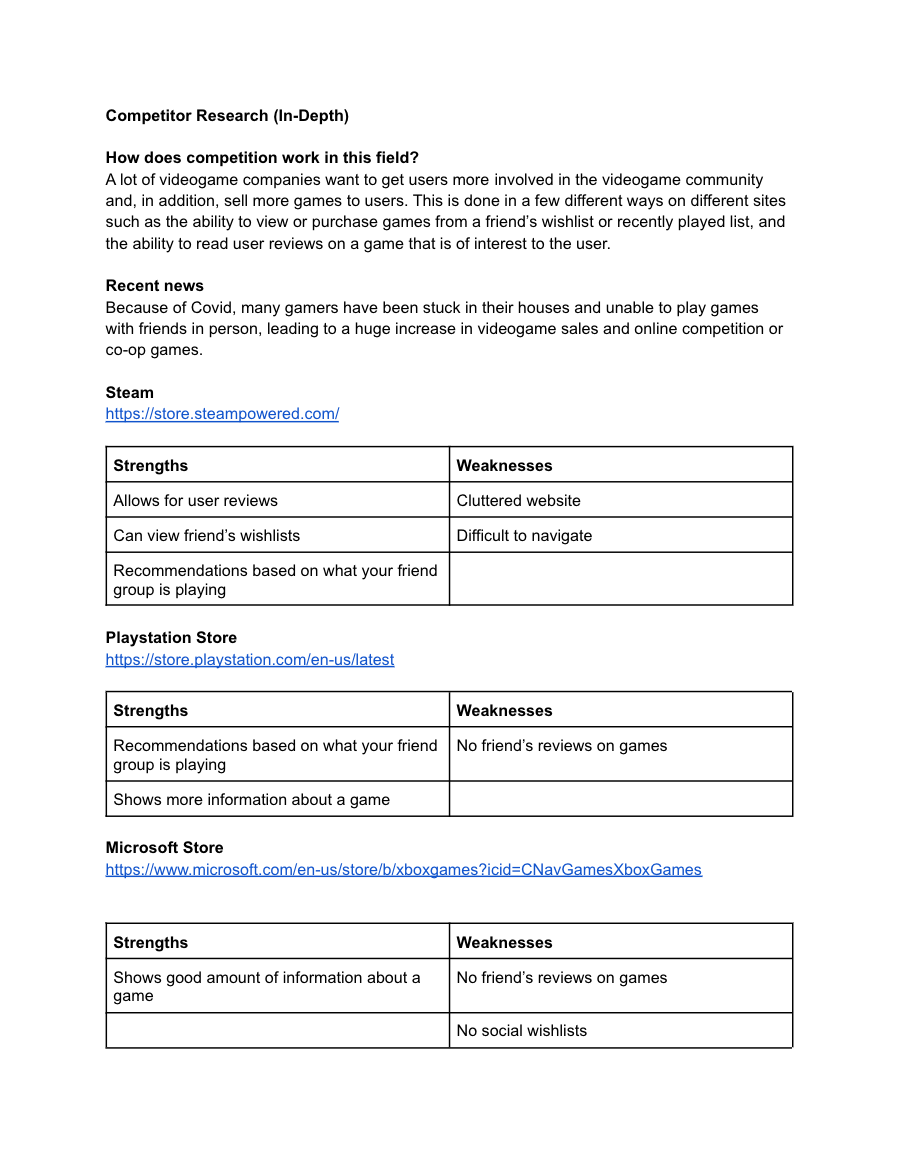 Competitor Research (In-Depth)
How does competition work in this field?
A lot of videogame companies want to get users more involved in the videogame community
and, in addition, sell more games to users. This is done in a few different ways on different sites
such as the ability to view or purchase games from a friend’s wishlist or recently played list, and
the ability to read user reviews on a game that is of interest to the user.
Recent news
Because of Covid, many gamers have been stuck in their houses and unable to play games
with friends in person, leading to a huge increase in videogame sales and online competition or
co-op games.
Steam
https://store.steampowered.com/
Strengths Weaknesses
Allows for user reviews Cluttered website
Can view friend’s wishlists Difficult to navigate
Recommendations based on what your friend
group is playing
Playstation Store
https://store.playstation.com/en-us/latest
Strengths Weaknesses
Recommendations based on what your friend No friend’s reviews on games
group is playing
Shows more information about a game
Microsoft Store
https://www.microsoft.com/en-us/store/b/xboxgames?icid=CNavGamesXboxGames
Strengths Weaknesses
Shows good amount of information about a No friend’s reviews on games
game
No social wishlists